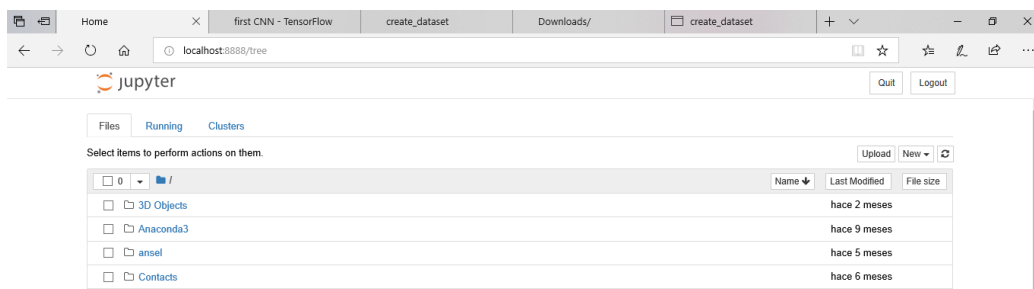 Home first CNN - TensorFlow create_dataset Downloads/ create_dataset
localhost:8888/tree
jupyter Quit Logout
Files Running Clusters
Select items to perform actions on them. Upload New
0 / Name Last Modified File size
3D Objects hace 2 meses
Anaconda3 hace 9 meses
ansel hace 5 meses
Contacts hace 6 meses